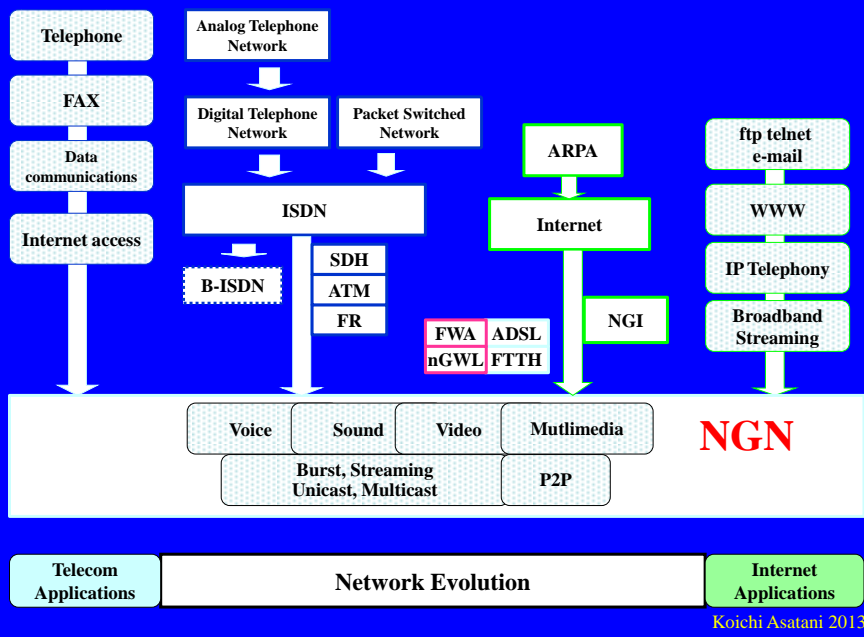 Telephone
FAX
Data
communications
Internet access
Analog Telephone
Network
Digital Telephone
Network
Packet Switched
Network
ISDN
B-ISDN
SDH
ATM
FR
ARPA
Internet
NGI
FWA
ADSL
nGWL
FTTH
ftp telnet
e-mail
WWW
IP Telephony
Broadband
Streaming
Voice
Sound
Video
Mutlimedia
Burst, Streaming
Unicast, Multicast
P2P
NGN
Telecom
Applications
Network Evolution
Internet
Applications
Koichi Asatani 2013